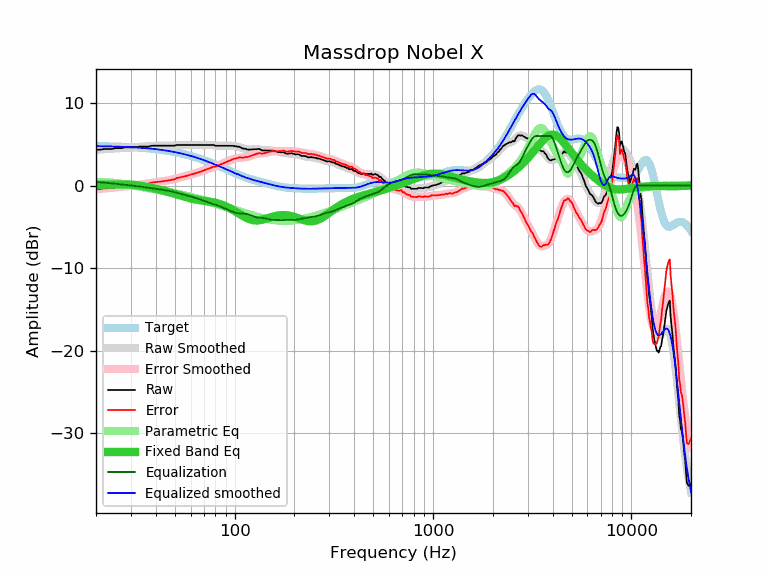 Massdrop Nobel X
Amplitude (dBr)
10
0
−10
−20
−30
Target
Raw Smoothed
Error Smoothed
Raw
Error
Parametric Eq
Fixed Band Eq
Equalization
Equalized smoothed
100
1000
10000
Frequency (Hz)